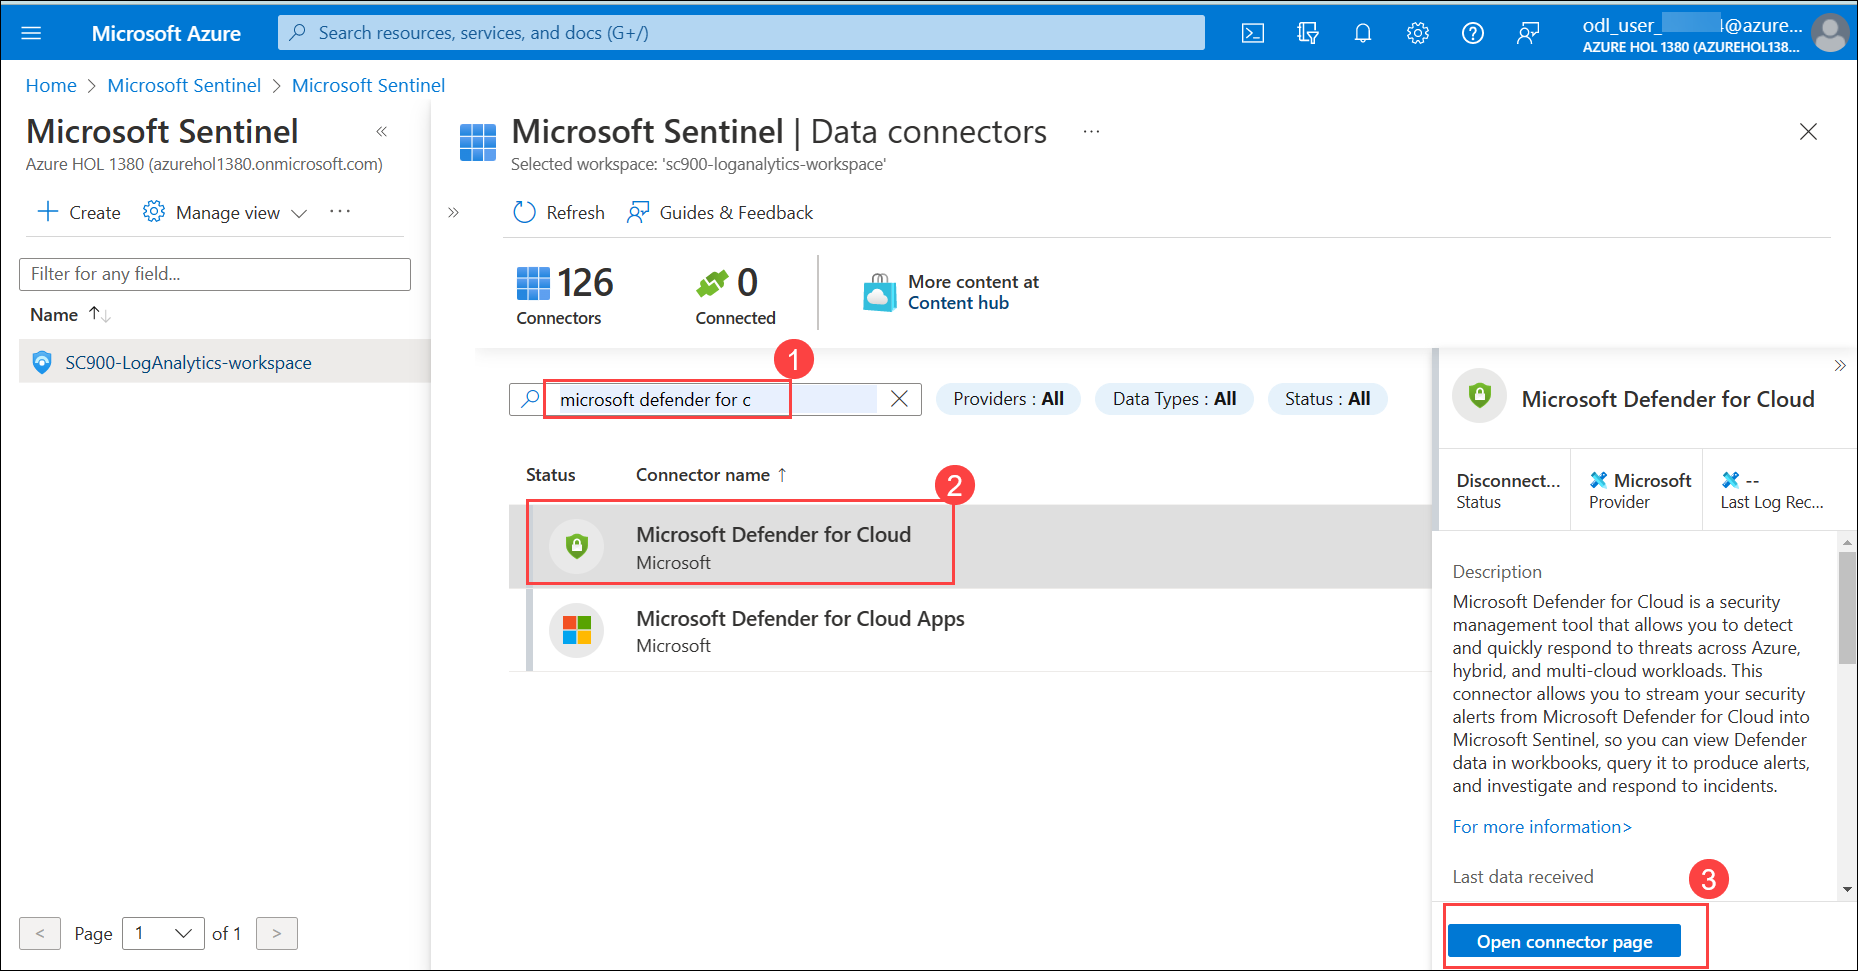 Microsoft Azure
Search resources, services, and docs (G+/)
odl_user_ 4@azure...
AZURE HOL 1380 (AZUREHOL138...
Home > Microsoft Sentinel > Microsoft Sentinel
Microsoft Sentinel «
Azure HOL 1380 (azurehol1380.onmicrosoft.com)
+ Create Manage view ...
Filter for any field...
Name ↑↓
SC900-LogAnalytics-workspace
< Page 1 of 1 >
Microsoft Sentinel | Data connectors ...
Selected workspace: 'sc900-loganalytics-workspace'
» Refresh Guides & Feedback
126
Connectors
0
Connected
More content at
Content hub
1
microsoft defender for c
Providers : All Data Types : All Status : All
Status Connector name ↑
2
Microsoft Defender for Cloud
Microsoft
Microsoft Defender for Cloud Apps
Microsoft
»
Microsoft Defender for Cloud
Disconnect...
Status
Microsoft
Provider
--
Last Log Rec...
Description
Microsoft Defender for Cloud is a security
management tool that allows you to detect
and quickly respond to threats across Azure,
hybrid, and multi-cloud workloads. This
connector allows you to stream your security
alerts from Microsoft Defender for Cloud into
Microsoft Sentinel, so you can view Defender
data in workbooks, query it to produce alerts,
and investigate and respond to incidents.
For more information>
Last data received
3
Open connector page